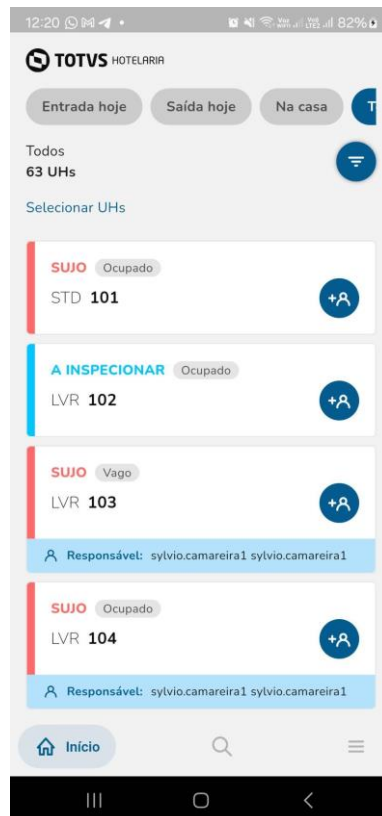 12:20 82%
TOTVS HOTELARIA
Entrada hoje Saída hoje Na casa T
Todos
63 UHs
Selecionar UHs
SUJO Ocupado
STD 101
A INSPECIONAR Ocupado
LVR 102
SUJO Vago
LVR 103
Responsável: sylvio.camareira1 sylvio.camareira1
SUJO Ocupado
LVR 104
Responsável: sylvio.camareira1 sylvio.camareira1
Início